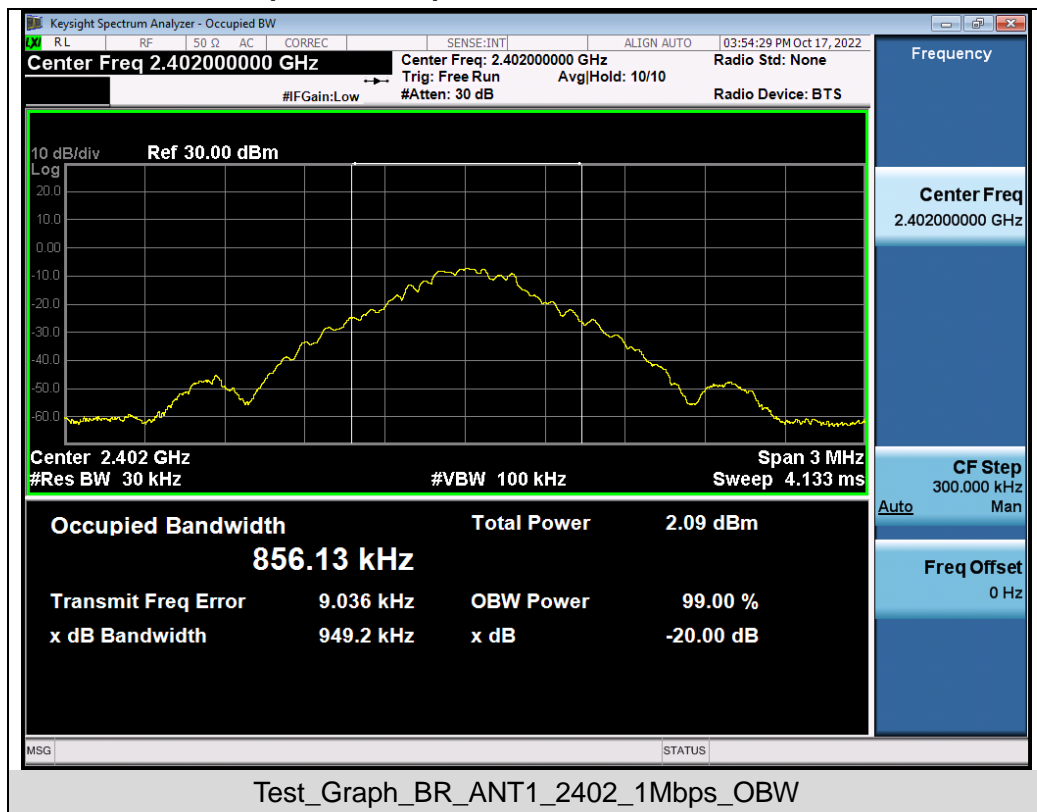 Keysight Spectrum Analyzer - Occupied BW
LXI RL RF 50 Ω AC CORREC SENSE:INT ALIGN AUTO 03:54:29 PM Oct 17, 2022
Center Freq 2.402000000 GHz
Center Freq: 2.402000000 GHz
Radio Std: None
Trig: Free Run Avg|Hold: 10/10
#IFGain:Low #Atten: 30 dB Radio Device: BTS
Frequency
10 dB/div Ref 30.00 dBm
Log
20.0
10.0
0.00
-10.0
-20.0
-30.0
-40.0
-50.0
-60.0
Center 2.402 GHz Span 3 MHz
#Res BW 30 kHz #VBW 100 kHz Sweep 4.133 ms
Center Freq
2.402000000 GHz
CF Step
300.000 kHz
Auto Man
Freq Offset
0 Hz
Occupied Bandwidth Total Power 2.09 dBm
856.13 kHz
Transmit Freq Error 9.036 kHz OBW Power 99.00 %
x dB Bandwidth 949.2 kHz x dB -20.00 dB
MSG STATUS
Test_Graph_BR_ANT1_2402_1Mbps_OBW